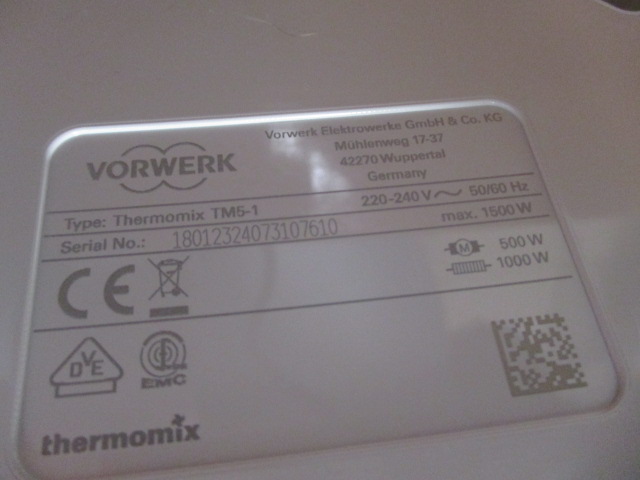 VORWERK
Vorwerk Elektrowerke GmbH & Co. KG
Mühlenweg 17-37
42270 Wuppertal
Germany
Type: Thermomix TM5-1
220-240 V ~ 50/60 Hz
Serial No.: 18012324073107610
max. 1500 W
M 500 W
1000 W
CE
DVE
EMC
thermomix